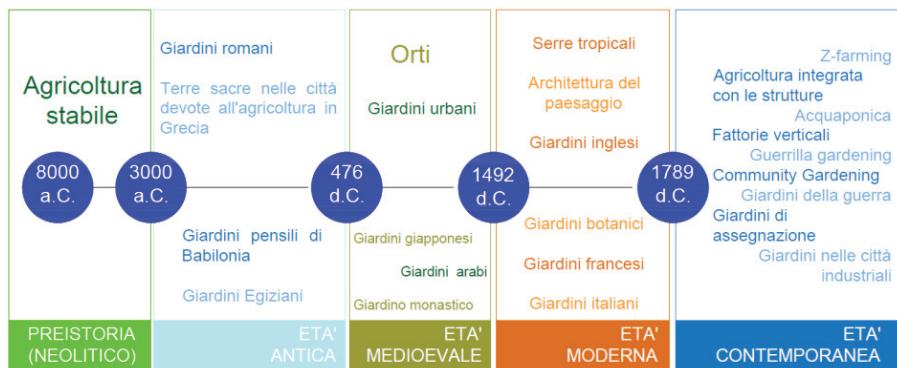 Agricoltura
stabile
8000
a.C.
PREISTORIA
(NEOLITICO)
Giardini romani
Terre sacre nelle città
devote all'agricoltura in
Grecia
3000
a.C.
Giardini pensili di
Babilonia
Giardini Egiziani
ETA'
ANTICA
Orti
Giardini urbani
476
d.C.
Giardini giapponesi
Giardini arabi
Giardino monastico
ETA'
MEDIOEVALE
Serre tropicali
Architettura del
paesaggio
Giardini inglesi
1492
d.C.
Giardini botanici
Giardini francesi
Giardini italiani
ETA'
MODERNA
Z-farming
Agricoltura integrata
con le strutture
Acquaponica
Fattorie verticali
Guerrilla gardening
1789
d.C.
Community Gardening
Giardini della guerra
Giardini di
assegnazione
Giardini nelle città
industriali
ETA'
CONTEMPORANEA